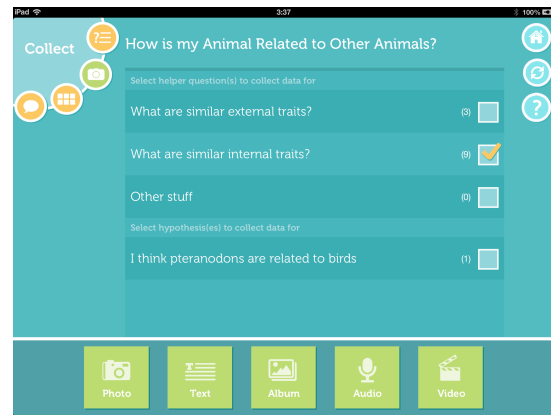 iPad
3:37
100%
Collect
?
How is my Animal Related to Other Animals?
Select helper question(s) to collect data for
What are similar external traits?
(3)
What are similar internal traits?
(9)
Other stuff
(0)
Select hypothesis(es) to collect data for
I think pteranodons are related to birds
(1)
?
Photo
T
Text
Album
Audio
Video